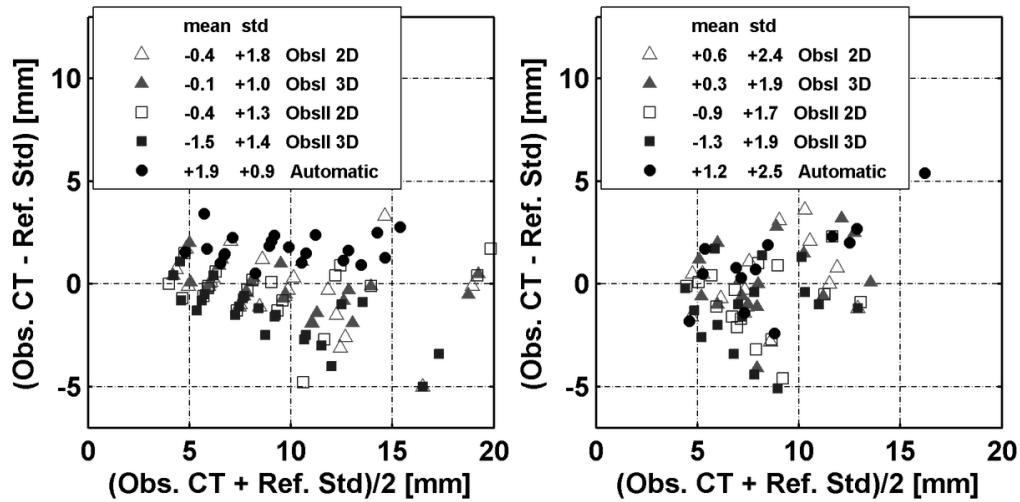 mean std
-0.4 +1.8 ObsI 2D
-0.1 +1.0 ObsI 3D
-0.4 +1.3 ObsII 2D
-1.5 +1.4 ObsII 3D
+1.9 +0.9 Automatic
(Obs. CT - Ref. Std) [mm]
10
5
0
-5
0 5 10 15 20
(Obs. CT + Ref. Std)/2 [mm]
mean std
+0.6 +2.4 ObsI 2D
+0.3 +1.9 ObsI 3D
-0.9 +1.7 ObsII 2D
-1.3 +1.9 ObsII 3D
+1.2 +2.5 Automatic
(Obs. CT - Ref. Std) [mm]
10
5
0
-5
0 5 10 15 20
(Obs. CT + Ref. Std)/2 [mm]